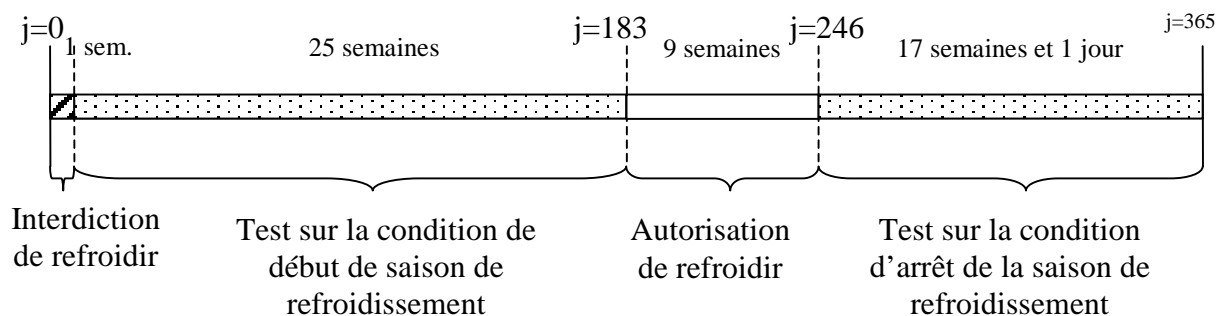 j=0
1 sem.
25 semaines
j=183
9 semaines
j=246
17 semaines et 1 jour
j=365
Interdiction
de refroidir
Test sur la condition de
début de saison de
refroidissement
Autorisation
de refroidir
Test sur la condition
d’arrêt de la saison de
refroidissement